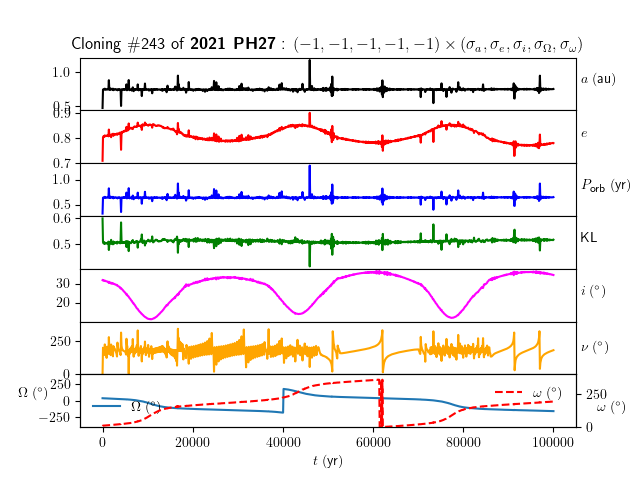 Cloning #243 of 2021 PH27 : (−1, −1, −1, −1, −1) × (σa, σe, σi, σΩ, σω)
1.0
0.5
a (au)
0.9
0.8
0.7
e
1.0
0.5
Porb (yr)
0.6
0.5
KL
30
20
i (°)
250
0
ν (°)
250
0
−250
Ω (°)
Ω (°)
ω (°)
250
0
ω (°)
0
20000
40000
60000
80000
100000
t (yr)